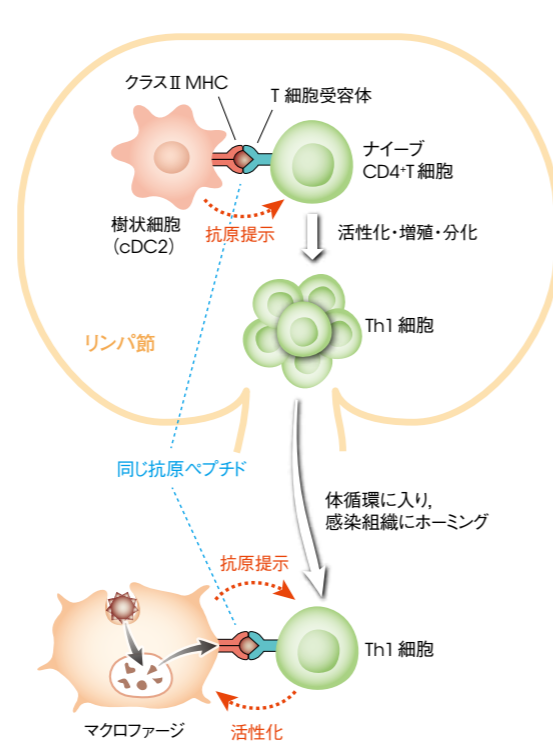 クラスⅡ MHC
T 細胞受容体
ナイーブ
CD4⁺T 細胞
樹状細胞
(cDC2)
抗原提示
活性化・増殖・分化
Th1 細胞
リンパ節
同じ抗原ペプチド
体循環に入り,
感染組織にホーミング
抗原提示
Th1 細胞
マクロファージ
活性化